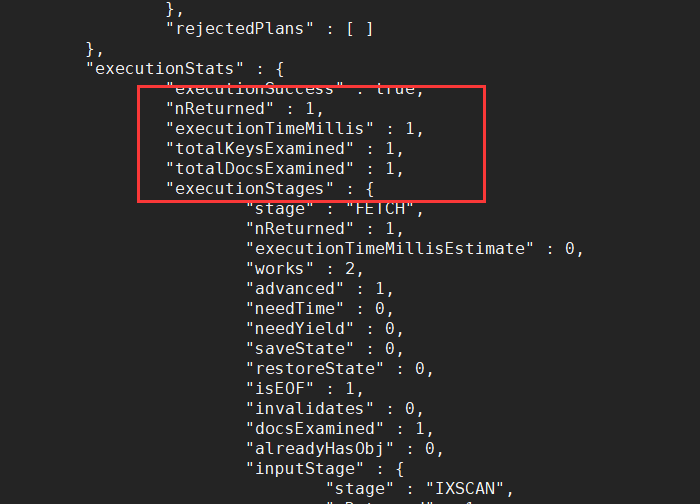 },
"rejectedPlans" : [ ]
},
"executionStats" : {
"executionSuccess" : true,
"nReturned" : 1,
"executionTimeMillis" : 1,
"totalKeysExamined" : 1,
"totalDocsExamined" : 1,
"executionStages" : {
"stage" : "FETCH",
"nReturned" : 1,
"executionTimeMillisEstimate" : 0,
"works" : 2,
"advanced" : 1,
"needTime" : 0,
"needYield" : 0,
"saveState" : 0,
"restoreState" : 0,
"isEOF" : 1,
"invalidates" : 0,
"docsExamined" : 1,
"alreadyHasObj" : 0,
"inputStage" : {
"stage" : "IXSCAN",